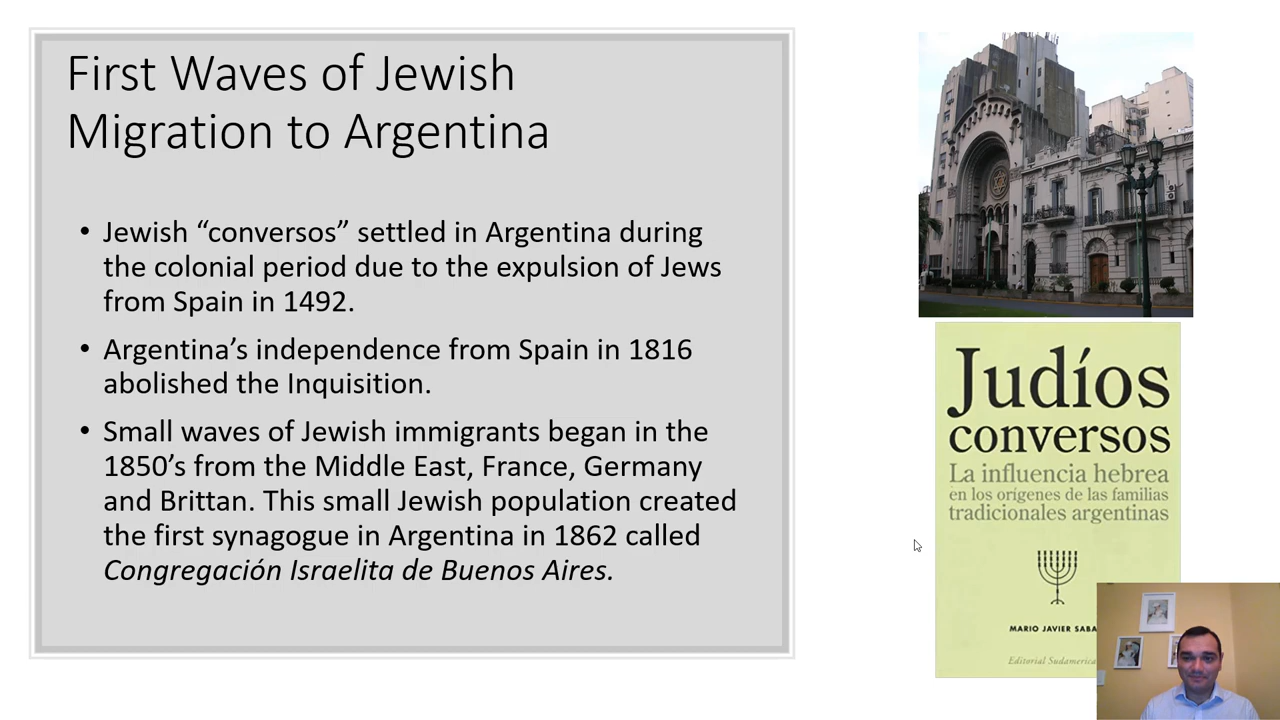 First Waves of Jewish
Migration to Argentina
• Jewish “conversos” settled in Argentina during
the colonial period due to the expulsion of Jews
from Spain in 1492.
• Argentina’s independence from Spain in 1816
abolished the Inquisition.
• Small waves of Jewish immigrants began in the
1850’s from the Middle East, France, Germany
and Brittan. This small Jewish population created
the first synagogue in Argentina in 1862 called
Congregación Israelita de Buenos Aires.
Judíos
conversos
La influencia hebrea
en los orígenes de las familias
tradicionales argentinas
MARIO JAVIER SABA
Editorial Sudamerica